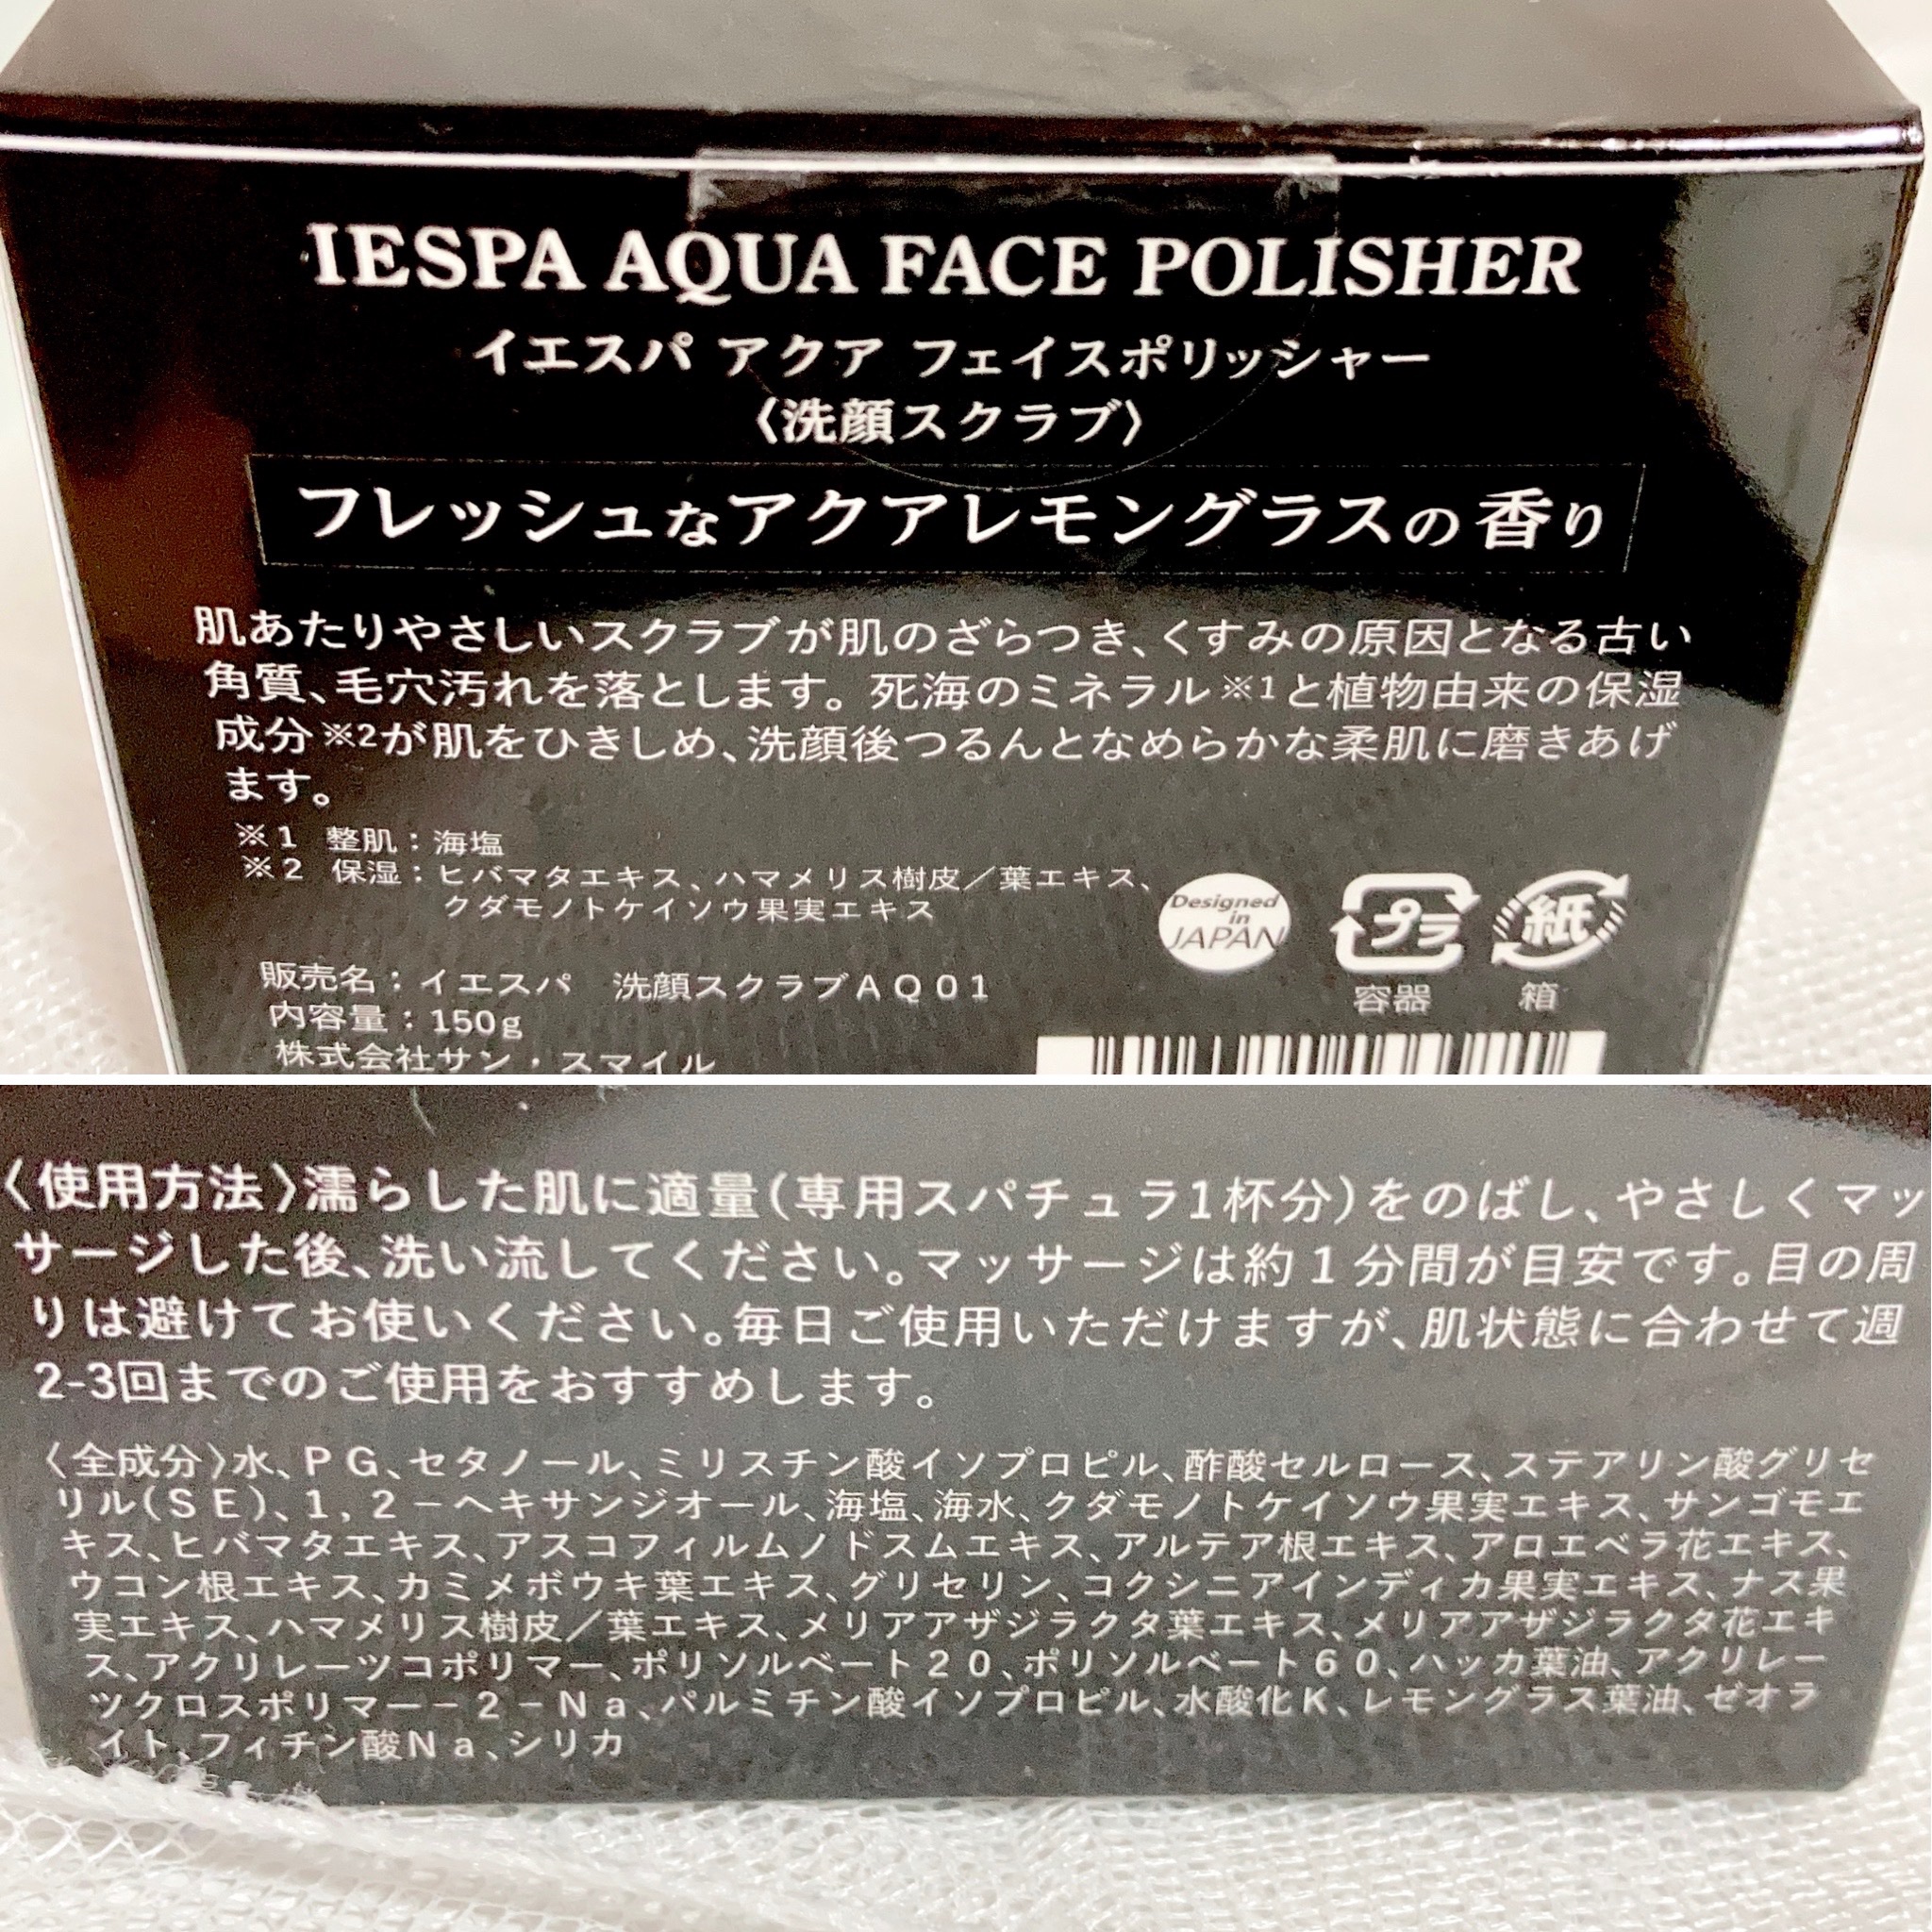 IESPA AQUA FACE POLISHER
イエスパ アクア フェイスポリッシャー
〈洗顔スクラブ〉
フレッシュなアクアレモングラスの香り
肌あたりやさしいスクラブが肌のざらつき、くすみの原因となる古い
角質、毛穴汚れを落とします。死海のミネラル※1と植物由来の保湿
成分※2が肌をひきしめ、洗顔後つるんとなめらかな柔肌に磨きあげ
ます。
※1 整肌：海塩
※2 保湿：ヒバマタエキス、ハマメリス樹皮／葉エキス、
クダモノトケイソウ果実エキス
Designed
in
JAPAN
プラ
容器
紙
箱
販売名：イエスパ 洗顔スクラブＡＱ０１
内容量：150g
株式会社サン・スマイル
〈使用方法〉濡らした肌に適量(専用スパチュラ1杯分)をのばし、やさしくマッ
サージした後、洗い流してください。マッサージは約１分間が目安です。目の周
りは避けてお使いください。毎日ご使用いただけますが、肌状態に合わせて週
2-3回までのご使用をおすすめします。
〈全成分〉水、ＰＧ、セタノール、ミリスチン酸イソプロピル、酢酸セルロース、ステアリン酸グリセ
リル(ＳＥ)、１，２－ヘキサンジオール、海塩、海水、クダモノトケイソウ果実エキス、サンゴモエ
キス、ヒバマタエキス、アスコフィルムノドスムエキス、アルテア根エキス、アロエベラ花エキス、
ウコン根エキス、カミメボウキ葉エキス、グリセリン、コクシニアインディカ果実エキス、ナス果
実エキス、ハマメリス樹皮／葉エキス、メリアアザジラクタ葉エキス、メリアアザジラクタ花エキ
ス、アクリレーツコポリマー、ポリソルベート２０、ポリソルベート６０、ハッカ葉油、アクリレー
ツクロスポリマー－２－Ｎａ、パルミチン酸イソプロピル、水酸化Ｋ、レモングラス葉油、ゼオラ
イト、フィチン酸Ｎａ、シリカ